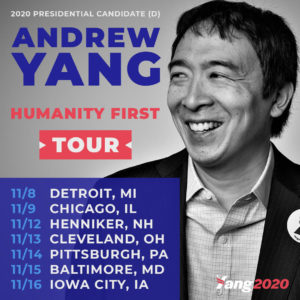 2020 PRESIDENTIAL CANDIDATE (D)
ANDREW
YANG
HUMANITY FIRST
TOUR
11/8 DETROIT, MI
11/9 CHICAGO, IL
11/12 HENNIKER, NH
11/13 CLEVELAND, OH
11/14 PITTSBURGH, PA
11/15 BALTIMORE, MD
11/16 IOWA CITY, IA
Yang2020